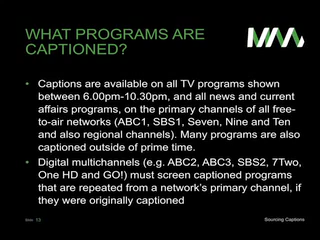 WHAT PROGRAMS ARE
CAPTIONED?
• Captions are available on all TV programs shown
between 6.00pm-10.30pm, and all news and current
affairs programs, on the primary channels of all free-
to-air networks (ABC1, SBS1, Seven, Nine and Ten
and also regional channels). Many programs are also
captioned outside of prime time.
• Digital multichannels (e.g. ABC2, ABC3, SBS2, 7Two,
One HD and GO!) must screen captioned programs
that are repeated from a network's primary channel, if
they were originally captioned
Slide 13
Sourcing Captions